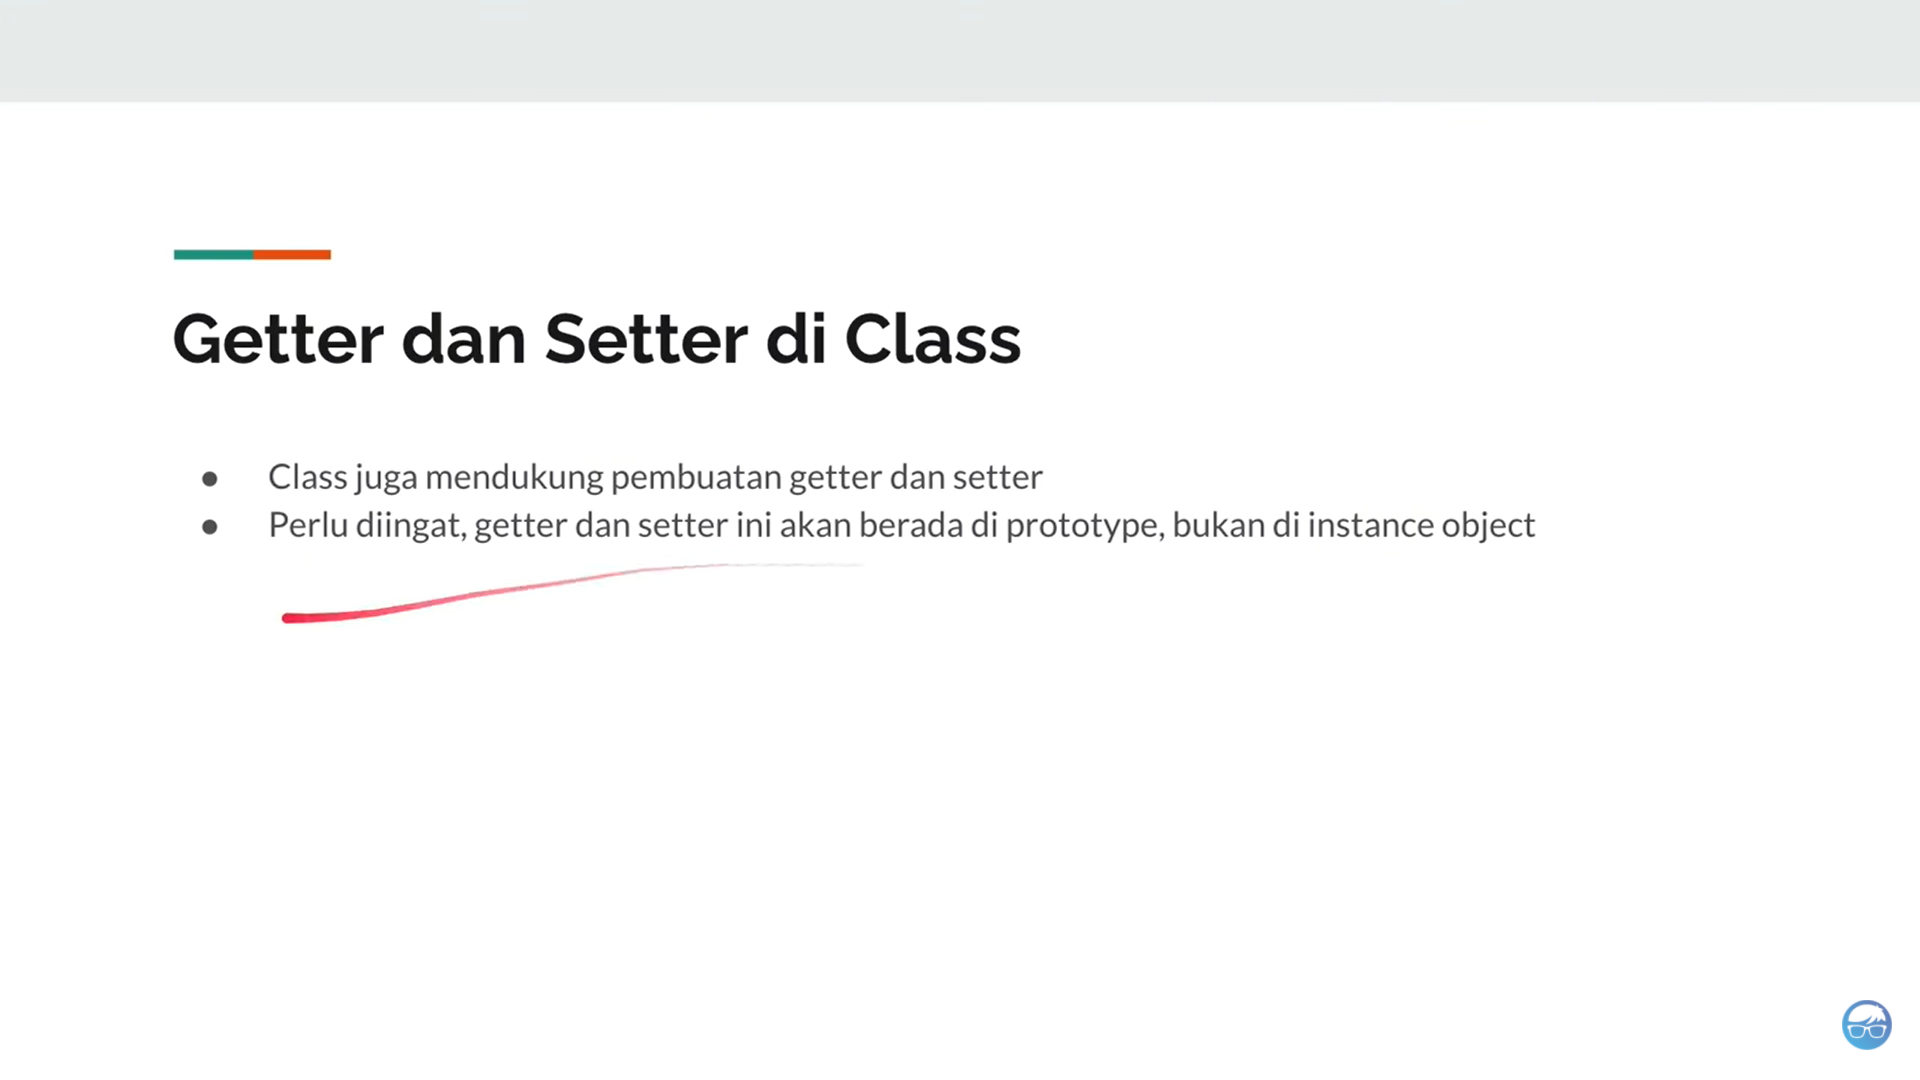 Getter dan Setter di Class
● Class juga mendukung pembuatan getter dan setter
● Perlu diingat, getter dan setter ini akan berada di prototype, bukan di instance object